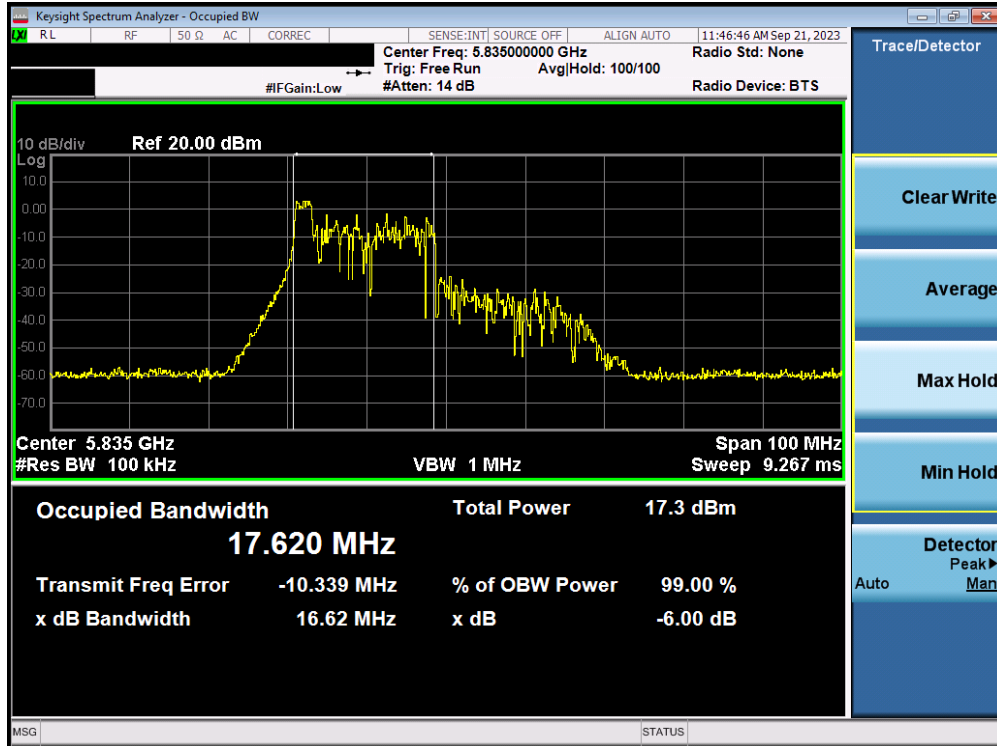 Keysight Spectrum Analyzer - Occupied BW
LXI RL RF 50 Ω AC CORREC SENSE:INT SOURCE OFF ALIGN AUTO 11:46:46 AM Sep 21, 2023
Center Freq: 5.835000000 GHz Radio Std: None
Trig: Free Run Avg|Hold: 100/100
#IFGain:Low #Atten: 14 dB Radio Device: BTS
Trace/Detector
10 dB/div Ref 20.00 dBm
Log
10.0
0.00
-10.0
-20.0
-30.0
-40.0
-50.0
-60.0
-70.0
Center 5.835 GHz Span 100 MHz
#Res BW 100 kHz VBW 1 MHz Sweep 9.267 ms
Occupied Bandwidth Total Power 17.3 dBm
17.620 MHz
Transmit Freq Error -10.339 MHz % of OBW Power 99.00 %
x dB Bandwidth 16.62 MHz x dB -6.00 dB
Clear Write
Average
Max Hold
Min Hold
Detector
Peak▶
Auto Man
MSG STATUS